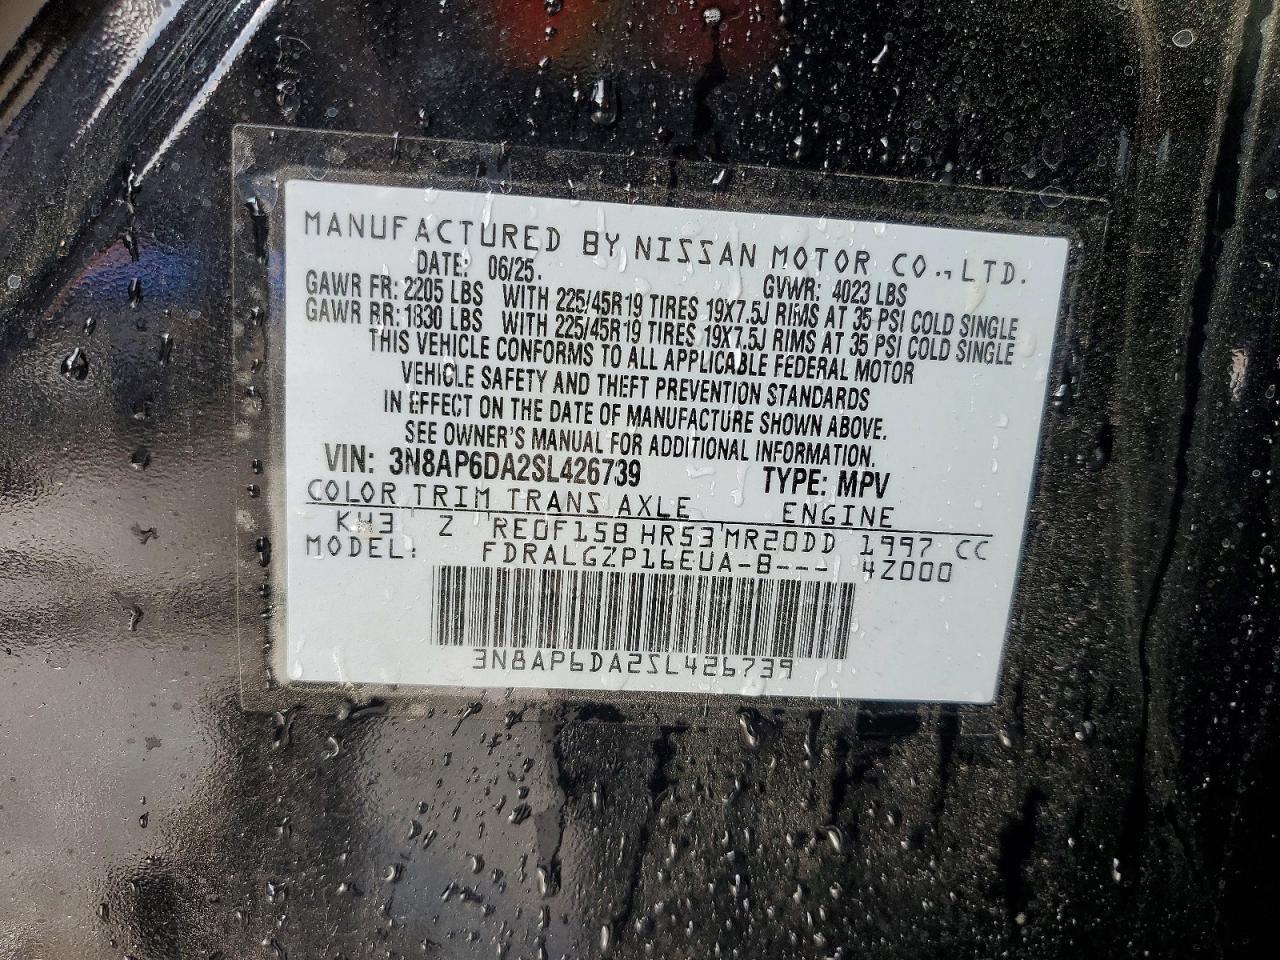 MANUFACTURED BY NISSAN MOTOR CO., LTD.
DATE: 06/25. GVWR: 4023 LBS
GAWR FR: 2205 LBS WITH 225/45R19 TIRES 19X7.5J RIMS AT 35 PSI COLD SINGLE
GAWR RR: 1830 LBS WITH 225/45R19 TIRES 19X7.5J RIMS AT 35 PSI COLD SINGLE
THIS VEHICLE CONFORMS TO ALL APPLICABLE FEDERAL MOTOR
VEHICLE SAFETY AND THEFT PREVENTION STANDARDS
IN EFFECT ON THE DATE OF MANUFACTURE SHOWN ABOVE.
SEE OWNER'S MANUAL FOR ADDITIONAL INFORMATION.
VIN: 3N8AP6DA2SL426739 TYPE: MPV
COLOR TRIM TRANS AXLE ENGINE
KH3 Z RE0F15B HR53 MR20DD 1997 CC
MODEL: FDRALGZP16EUA-B--- 4Z000
3N8AP6DA2SL426739